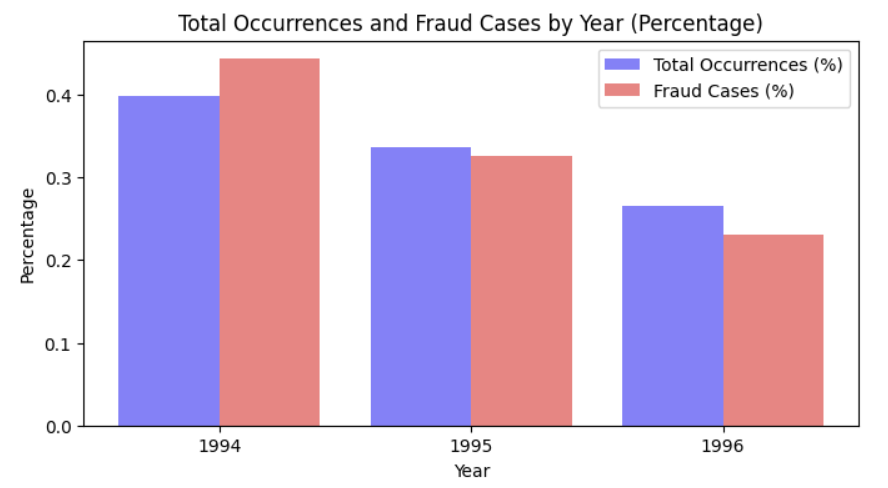 Total Occurrences and Fraud Cases by Year (Percentage)
Total Occurrences (%)
Fraud Cases (%)
Percentage
0.4
0.3
0.2
0.1
0.0
1994 1995 1996
Year